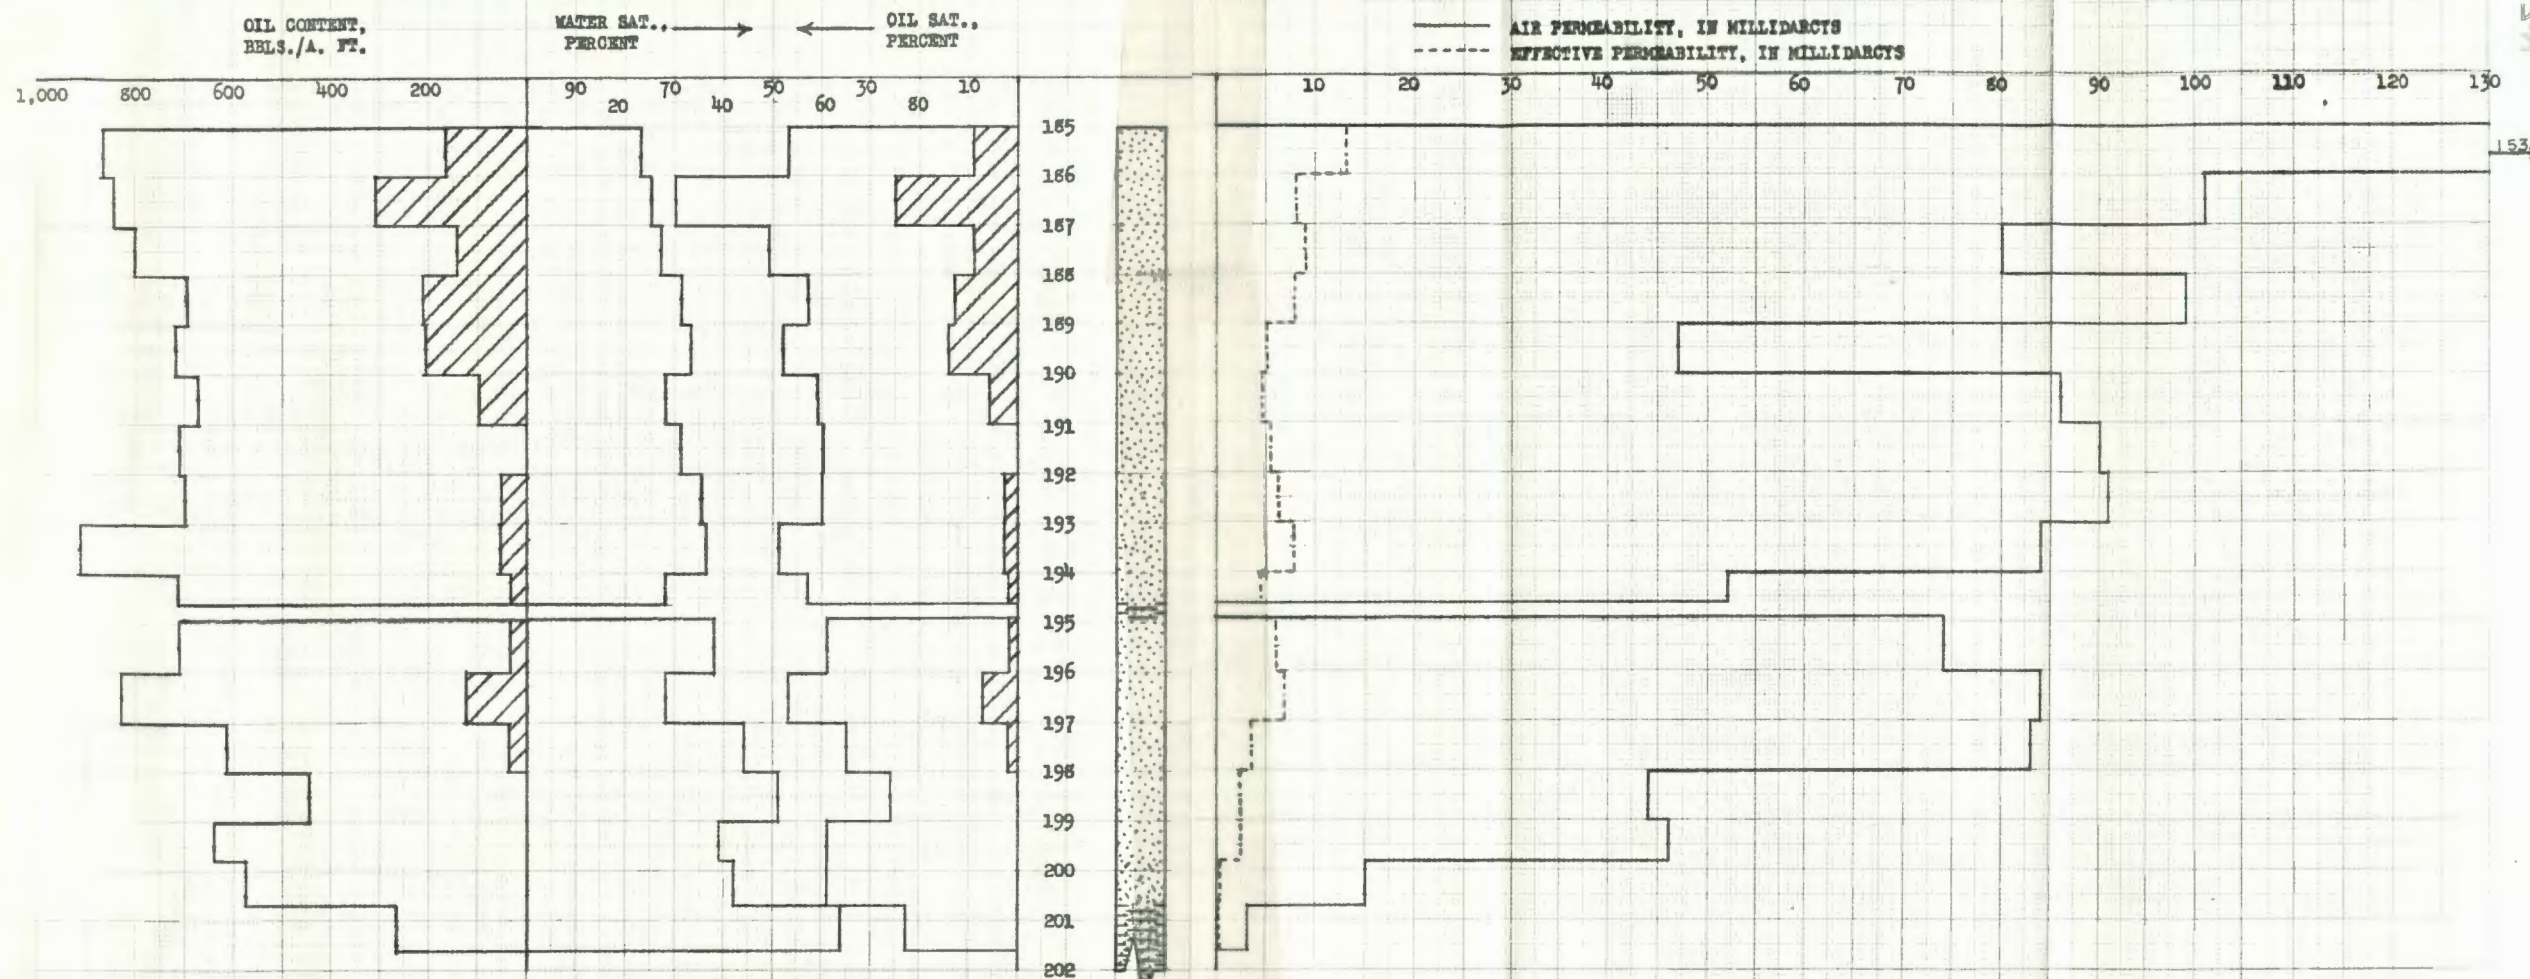 OIL CONTENT,
BBLS./A. FT.
WATER SAT.,
PERCENT
OIL SAT.,
PERCENT
AIR PERMEABILITY, IN MILLIDARCYS
EFFECTIVE PERMEABILITY, IN MILLIDARCYS
1,000 800 600 400 200 90 70 50 30 10
20 40 60 80
10 20 30 40 50 60 70 80 90 100 110 120 130
185
153
186
187
188
189
190
191
192
193
194
195
196
197
198
199
200
201
202